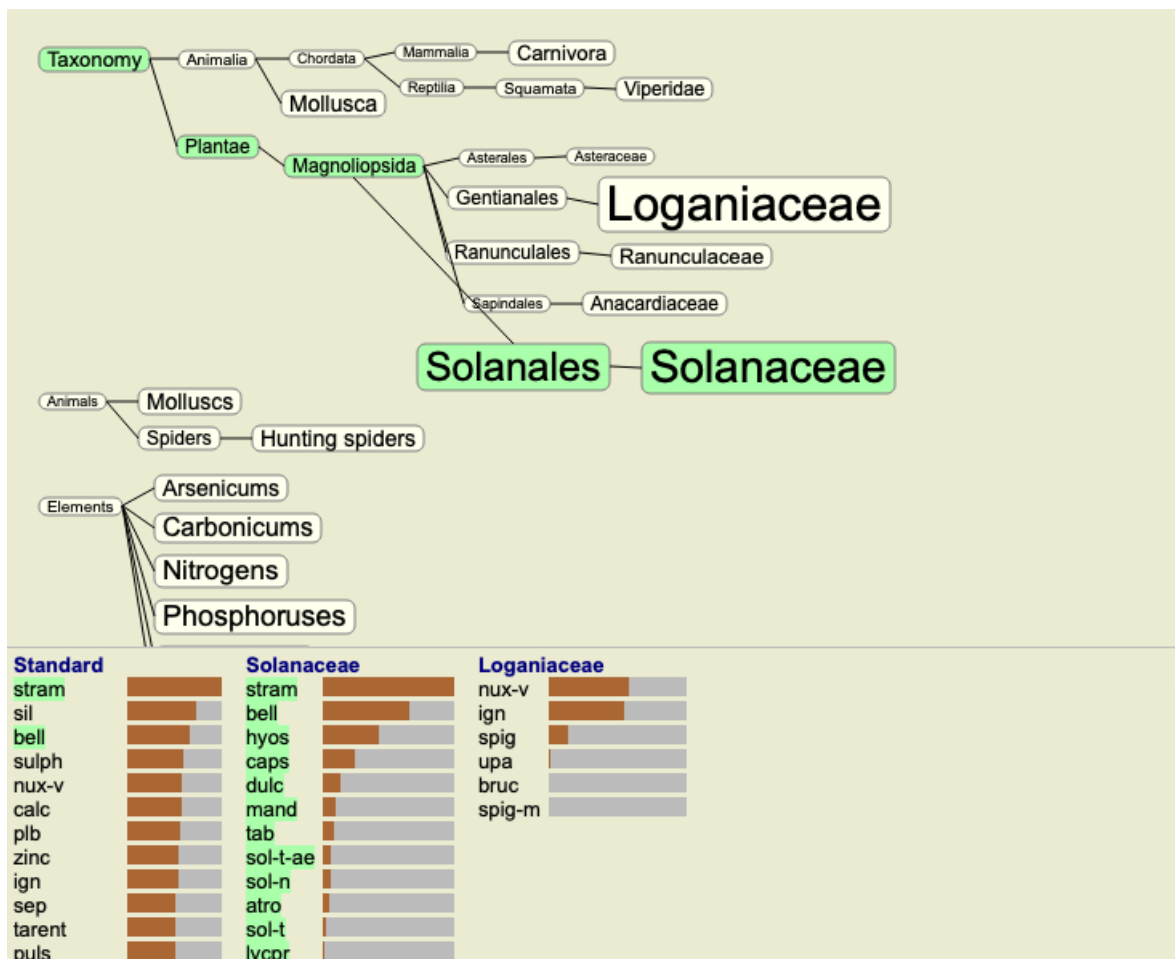 Taxonomy
Animalia
Chordata
Mammalia
Carnivora
Reptilia
Squamata
Viperidae
Mollusca
Plantae
Magnoliopsida
Asterales
Asteraceae
Gentianales
Loganiaceae
Ranunculales
Ranunculaceae
Sapindales
Anacardiaceae
Solanales
Solanaceae
Animals
Molluscs
Spiders
Hunting spiders
Elements
Arsenicums
Carbonicums
Nitrogens
Phosphoruses
Standard
stram
sil
bell
sulph
nux-v
calc
plb
zinc
ign
sep
tarent
puls
Solanaceae
stram
bell
hyos
caps
dulc
mand
tab
sol-t-ae
sol-n
atro
sol-t
lycpr
Loganiaceae
nux-v
ign
spig
upa
bruc
spig-m